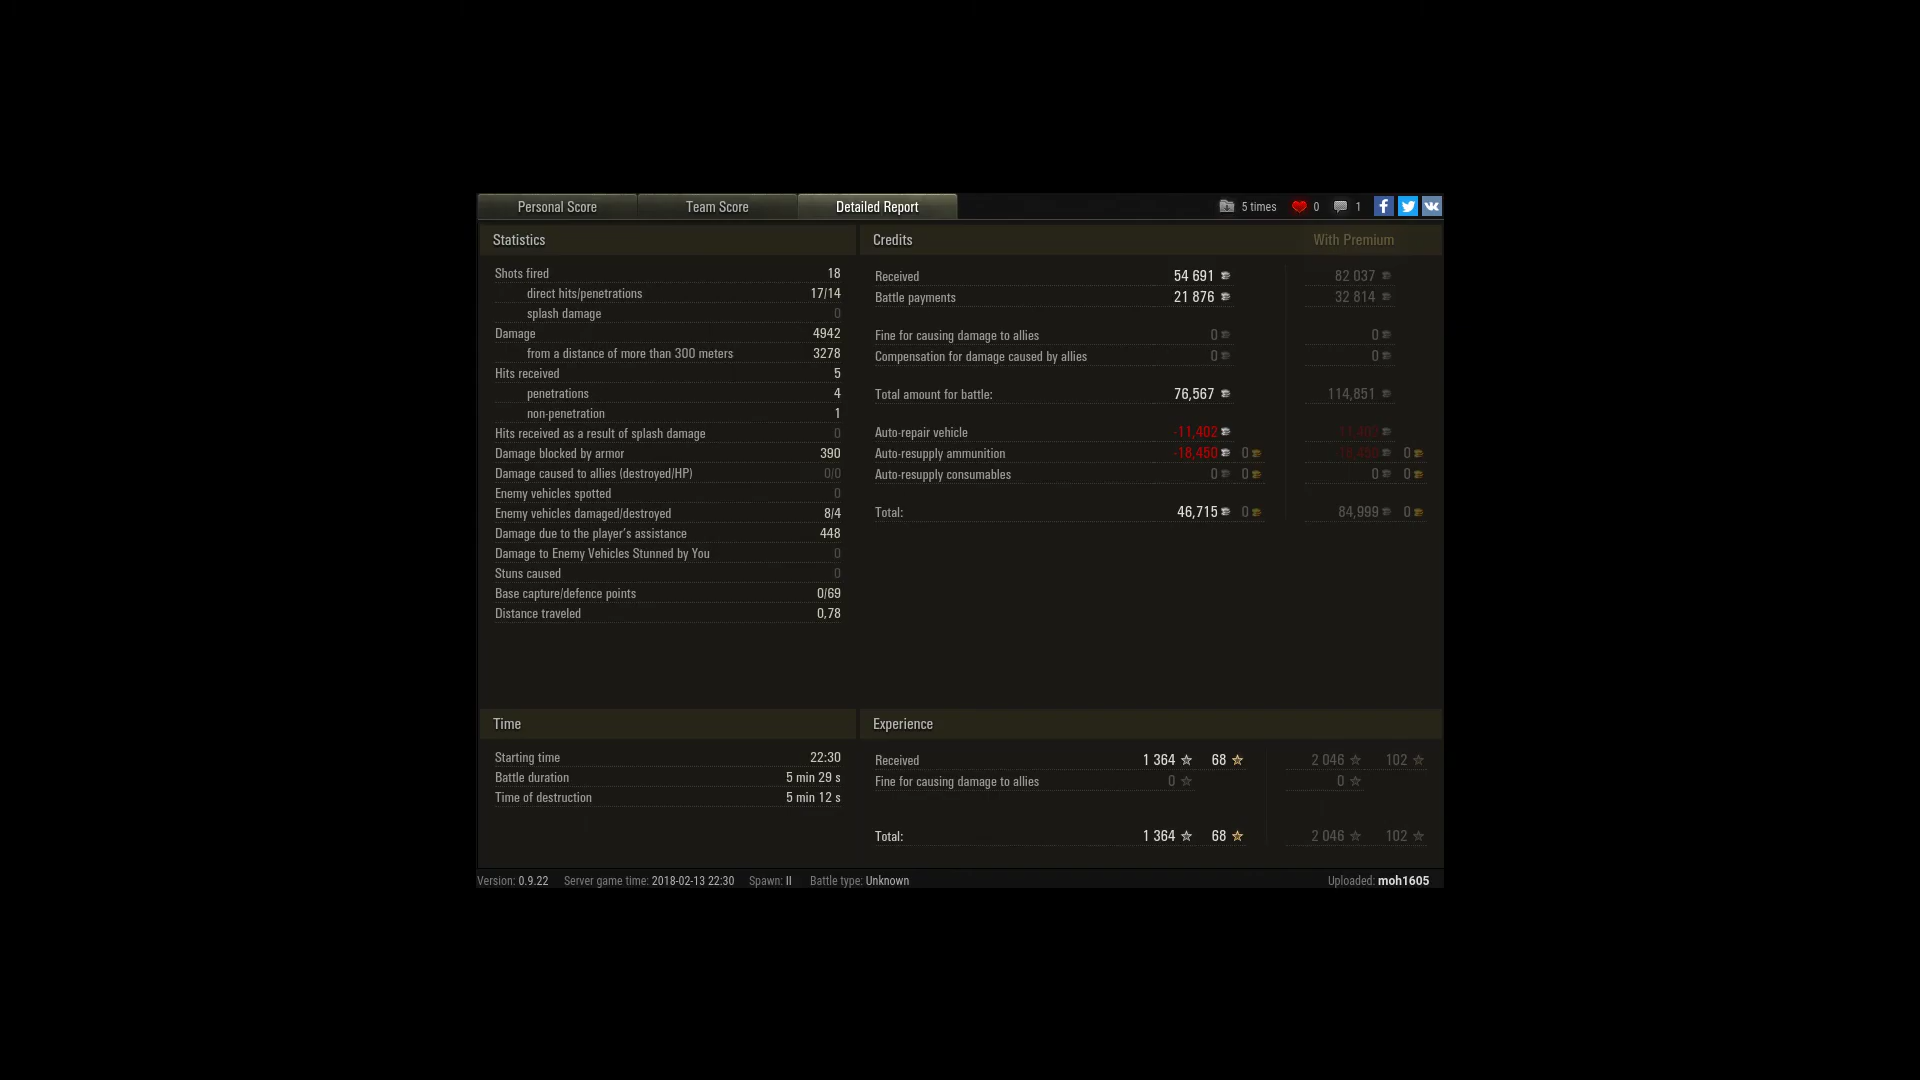 Personal Score Team Score Detailed Report 5 times 0 1
Statistics
Shots fired 18
direct hits/penetrations 17/14
splash damage 0
Damage 4942
from a distance of more than 300 meters 3278
Hits received 5
penetrations 4
non-penetration 1
Hits received as a result of splash damage 0
Damage blocked by armor 390
Damage caused to allies (destroyed/HP) 0/0
Enemy vehicles spotted 0
Enemy vehicles damaged/destroyed 8/4
Damage due to the player's assistance 448
Damage to Enemy Vehicles Stunned by You 0
Stuns caused 0
Base capture/defence points 0/69
Distance traveled 0,78
Credits With Premium
Received 54 691 82 037
Battle payments 21 876 32 814
Fine for causing damage to allies 0 0
Compensation for damage caused by allies 0 0
Total amount for battle: 76,567 114,851
Auto-repair vehicle -11,402 -11,402
Auto-resupply ammunition -18,450 0 -18,450 0
Auto-resupply consumables 0 0 0 0
Total: 46,715 0 84,999 0
Time
Starting time 22:30
Battle duration 5 min 29 s
Time of destruction 5 min 12 s
Experience
Received 1 364 68 2 046 102
Fine for causing damage to allies 0 0
Total: 1 364 68 2 046 102
Version: 0.9.22 Server game time: 2018-02-13 22:30 Spawn: II Battle type: Unknown Uploaded: moh1605